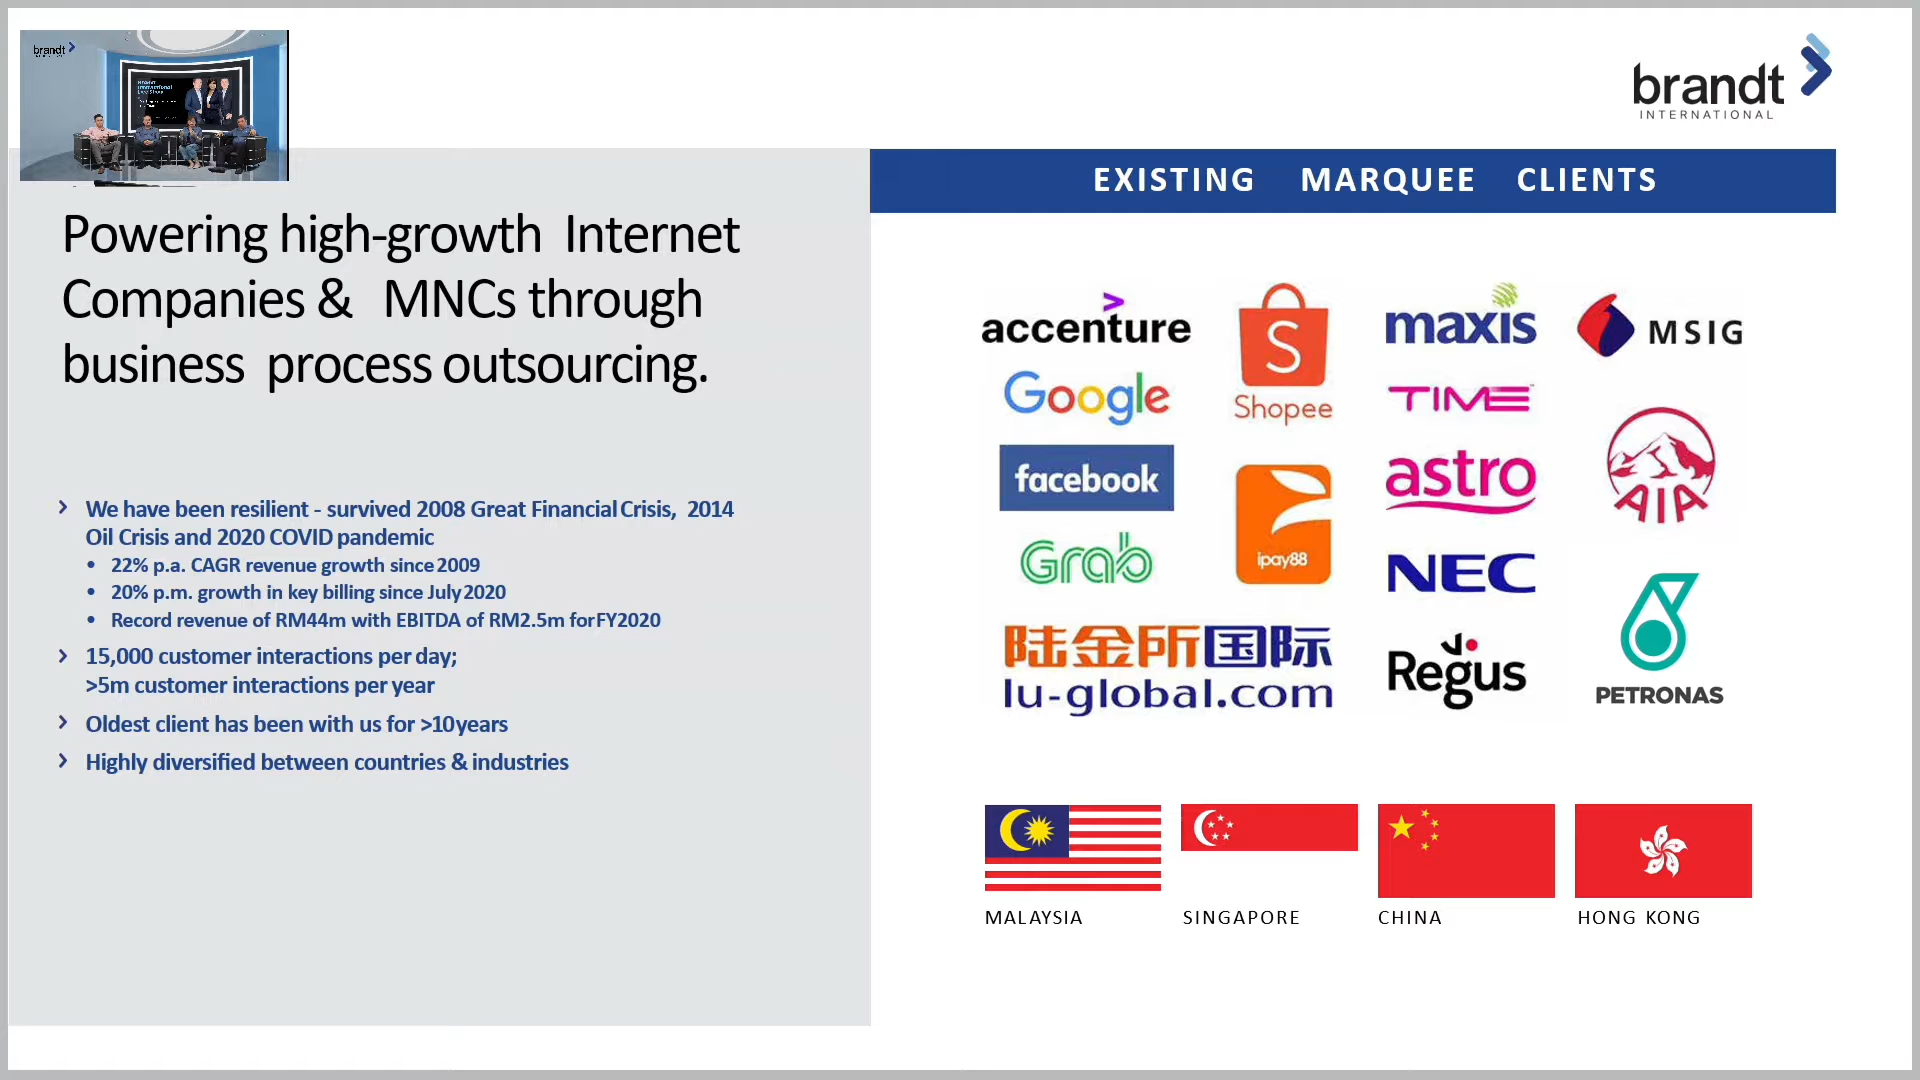 brandt
brandt
INTERNATIONAL
Powering high-growth Internet
Companies & MNCs through
business process outsourcing.
We have been resilient - survived 2008 Great Financial Crisis, 2014
Oil Crisis and 2020 COVID pandemic
• 22% p.a. CAGR revenue growth since 2009
• 20% p.m. growth in key billing since July 2020
• Record revenue of RM44m with EBITDA of RM2.5m for FY2020
15,000 customer interactions per day;
>5m customer interactions per year
Oldest client has been with us for >10 years
Highly diversified between countries & industries
EXISTING MARQUEE CLIENTS
accenture
Google
facebook
Grab
陆金所国际
lu-global.com
Shopee
ipay88
maxis
TIME
astro
NEC
Regus
MSIG
AIA
PETRONAS
MALAYSIA
SINGAPORE
CHINA
HONG KONG